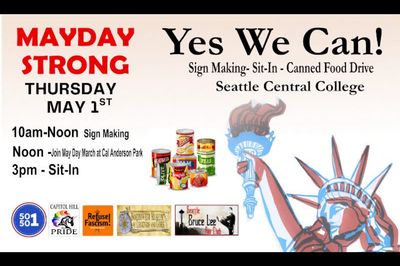 MAYDAY
STRONG
THURSDAY
MAY 1ST
10am-Noon Sign Making
Noon -Join May Day March at Cal Anderson Park
3pm - Sit-In
Yes We Can!
Sign Making- Sit-In - Canned Food Drive
Seattle Central College
50
50
1
CAPITOL HILL
PRIDE
Refuse
Fascism!
Seattle
Bruce Lee